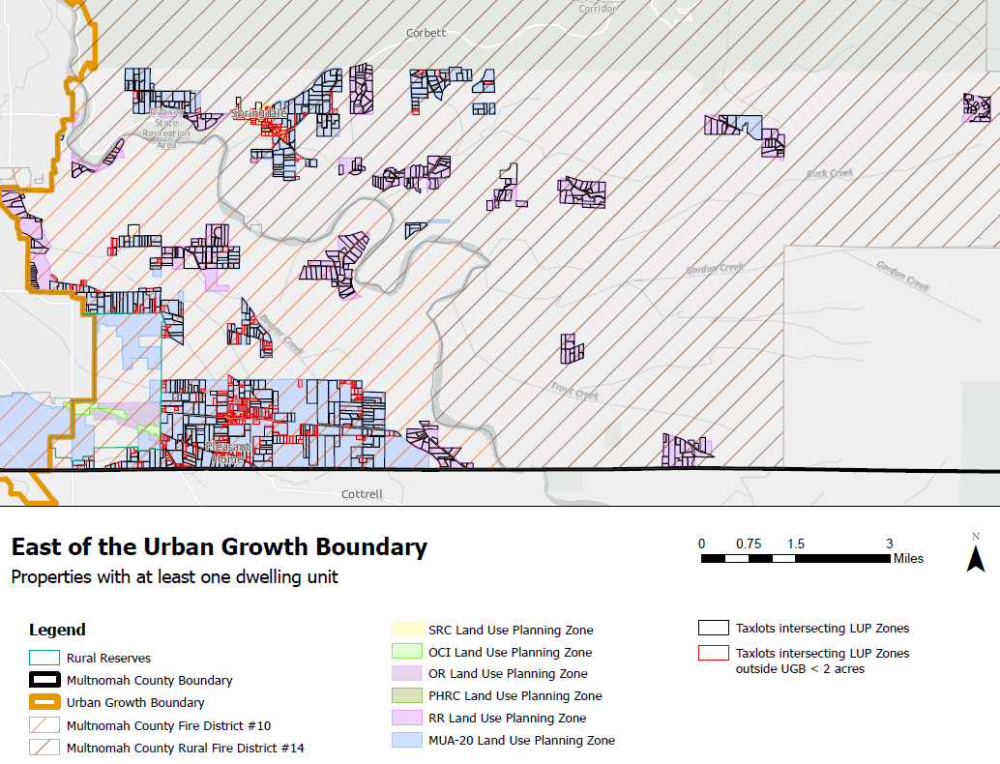 Corridor
Corbett
Springdale
Dabney
State
Recreation
Area
Buck Creek
Gordon Creek
Gordon Creek
Beaver Creek
Trout Creek
Pleasant
Home
Cottrell
East of the Urban Growth Boundary
Properties with at least one dwelling unit
0 0.75 1.5 3
Miles
N
Legend
Rural Reserves
Multnomah County Boundary
Urban Growth Boundary
Multnomah County Fire District #10
Multnomah County Rural Fire District #14
SRC Land Use Planning Zone
OCI Land Use Planning Zone
OR Land Use Planning Zone
PHRC Land Use Planning Zone
RR Land Use Planning Zone
MUA-20 Land Use Planning Zone
Taxlots intersecting LUP Zones
Taxlots intersecting LUP Zones
outside UGB < 2 acres